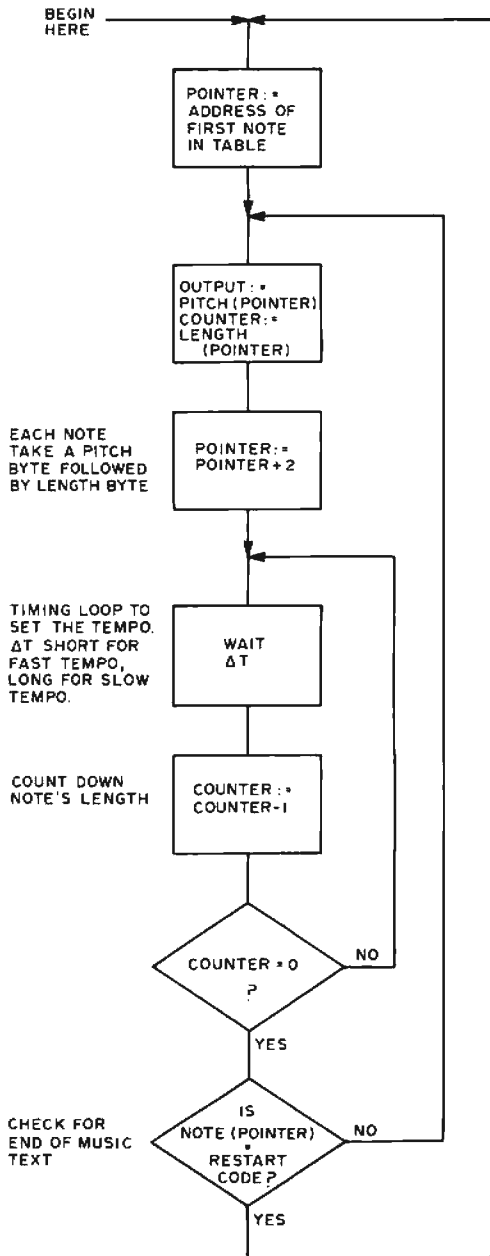 BEGIN
HERE
POINTER:=
ADDRESS OF
FIRST NOTE
IN TABLE
OUTPUT:=
PITCH (POINTER)
COUNTER:=
LENGTH
(POINTER)
EACH NOTE
TAKE A PITCH
BYTE FOLLOWED
BY LENGTH BYTE
POINTER:=
POINTER+2
TIMING LOOP TO
SET THE TEMPO.
ΔT SHORT FOR
FAST TEMPO,
LONG FOR SLOW
TEMPO.
WAIT
ΔT
COUNT DOWN
NOTE'S LENGTH
COUNTER:=
COUNTER-1
COUNTER=0
?
NO
YES
CHECK FOR
END OF MUSIC
TEXT
IS
NOTE (POINTER)
=
RESTART
CODE?
NO
YES